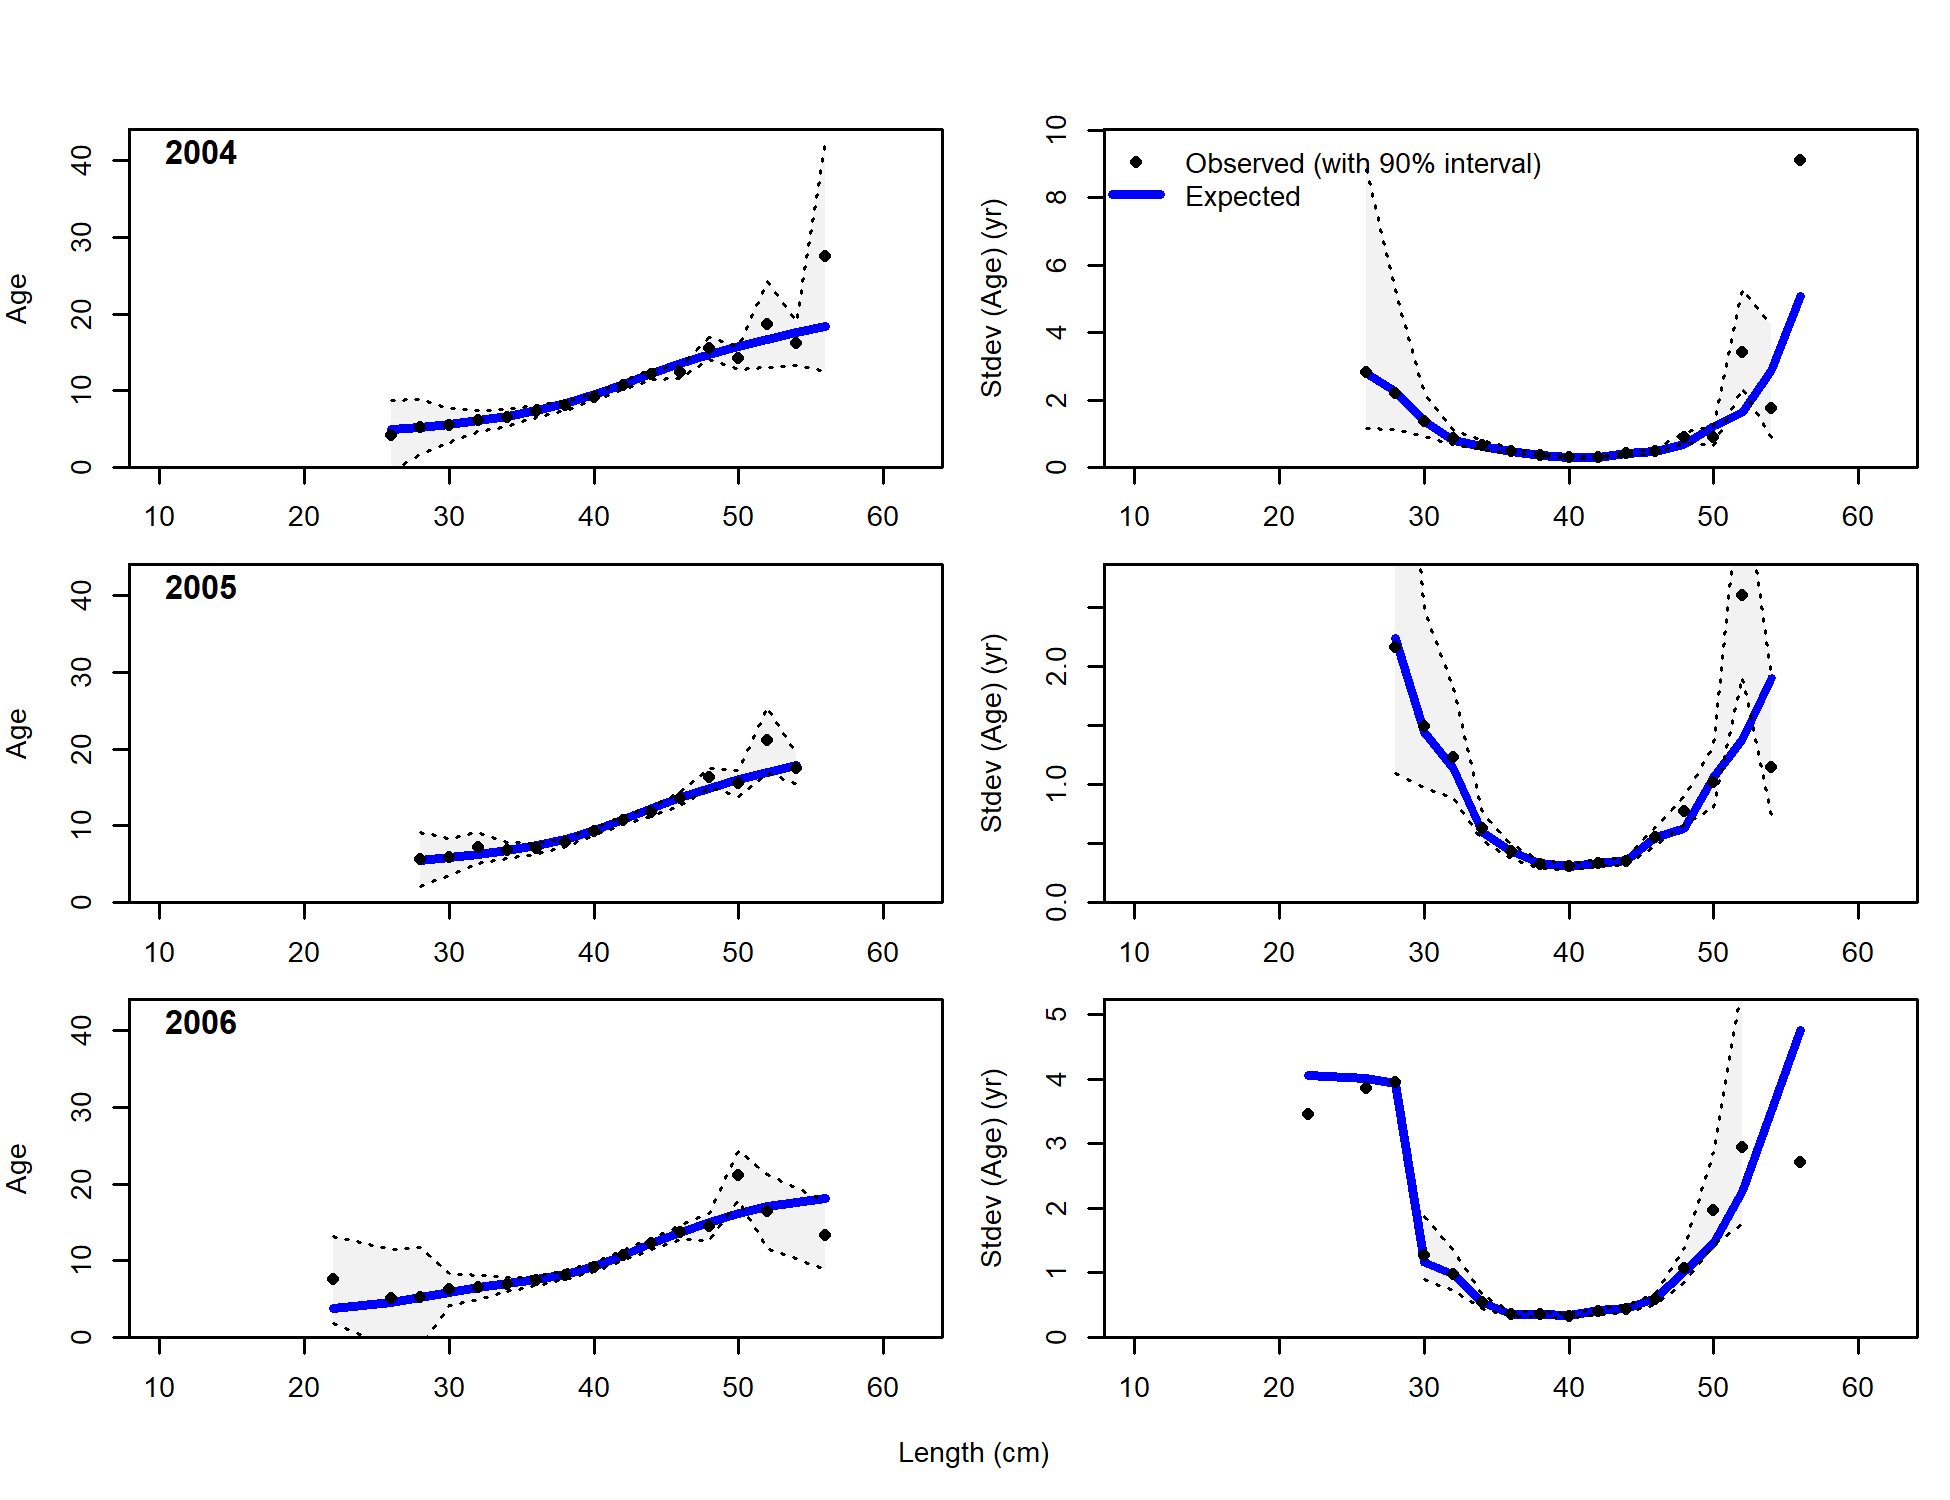 2004
Age
0 10 20 30 40
10 20 30 40 50 60
Observed (with 90% interval)
Expected
Stdev (Age) (yr)
0 2 4 6 8 10
10 20 30 40 50 60
2005
Age
0 10 20 30 40
10 20 30 40 50 60
Stdev (Age) (yr)
0.0 1.0 2.0
10 20 30 40 50 60
2006
Age
0 10 20 30 40
10 20 30 40 50 60
Stdev (Age) (yr)
0 1 2 3 4 5
10 20 30 40 50 60
Length (cm)